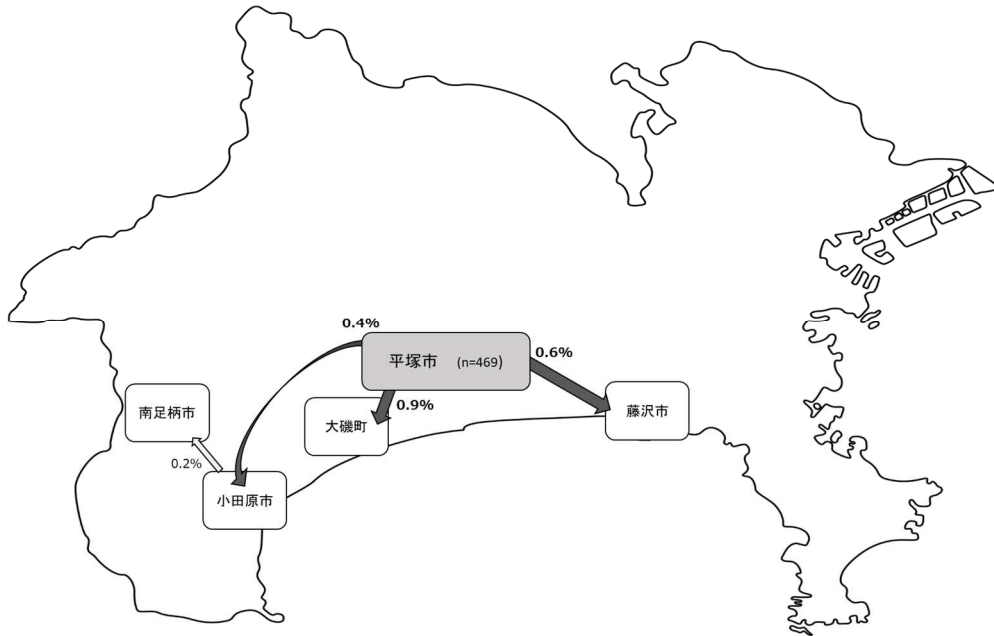 0.4%
平塚市 (n=469)
0.6%
南足柄市
大磯町
0.9%
藤沢市
0.2%
小田原市